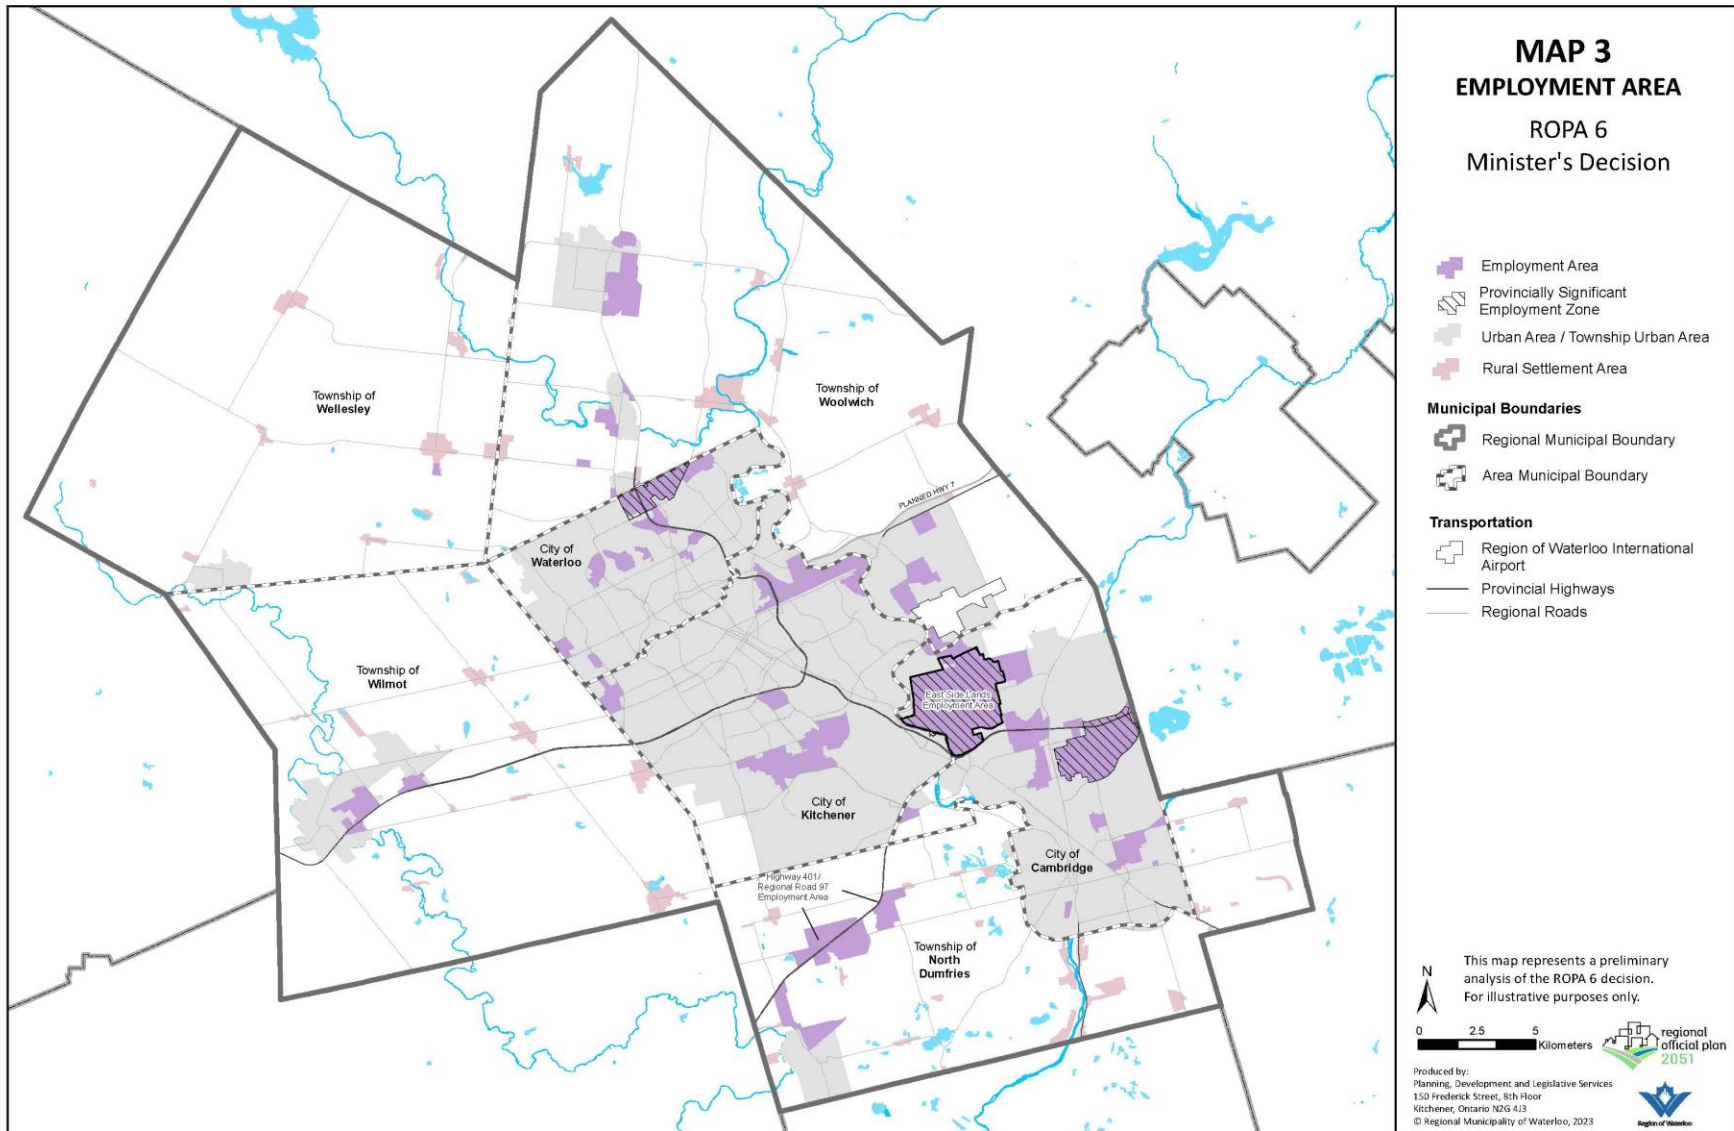 MAP 3
EMPLOYMENT AREA
ROPA 6
Minister's Decision
Employment Area
Provincially Significant
Employment Zone
Urban Area / Township Urban Area
Rural Settlement Area
Municipal Boundaries
Regional Municipal Boundary
Area Municipal Boundary
Transportation
Region of Waterloo International
Airport
Provincial Highways
Regional Roads
Township of
Wellesley
Township of
Woolwich
PLANNED HWY 7
City of
Waterloo
Township of
Wilmot
East Side Lands
Employment Area
City of
Kitchener
City of
Cambridge
Highway 401/
Regional Road 97
Employment Area
Township of
North
Dumfries
N
This map represents a preliminary
analysis of the ROPA 6 decision.
For illustrative purposes only.
0 2.5 5
Kilometers
regional
official plan
2051
Produced by:
Planning, Development and Legislative Services
150 Frederick Street, 8th Floor
Kitchener, Ontario N2G 4J3
© Regional Municipality of Waterloo, 2023
Region of Waterloo